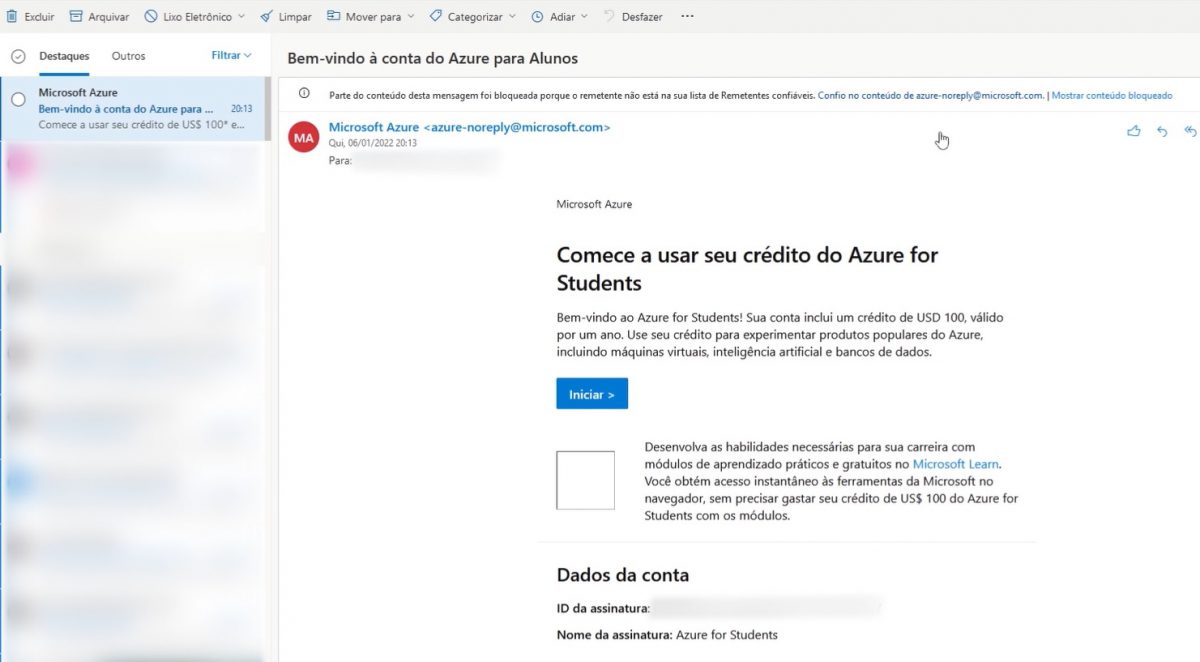 Excluir Arquivar Lixo Eletrônico Limpar Mover para Categorizar Adiar Desfazer ...
Destaques Outros Filtrar
Microsoft Azure
Bem-vindo à conta do Azure para ... 20:13
Comece a usar seu crédito de US$ 100* e...
Bem-vindo à conta do Azure para Alunos
Parte do conteúdo desta mensagem foi bloqueada porque o remetente não está na sua lista de Remetentes confiáveis. Confio no conteúdo de azure-noreply@microsoft.com. | Mostrar conteúdo bloqueado
MA
Microsoft Azure <azure-noreply@microsoft.com>
Qui, 06/01/2022 20:13
Para:
Microsoft Azure
Comece a usar seu crédito do Azure for
Students
Bem-vindo ao Azure for Students! Sua conta inclui um crédito de USD 100, válido
por um ano. Use seu crédito para experimentar produtos populares do Azure,
incluindo máquinas virtuais, inteligência artificial e bancos de dados.
Iniciar >
Desenvolva as habilidades necessárias para sua carreira com
módulos de aprendizado práticos e gratuitos no Microsoft Learn.
Você obtém acesso instantâneo às ferramentas da Microsoft no
navegador, sem precisar gastar seu crédito de US$ 100 do Azure for
Students com os módulos.
Dados da conta
ID da assinatura:
Nome da assinatura: Azure for Students